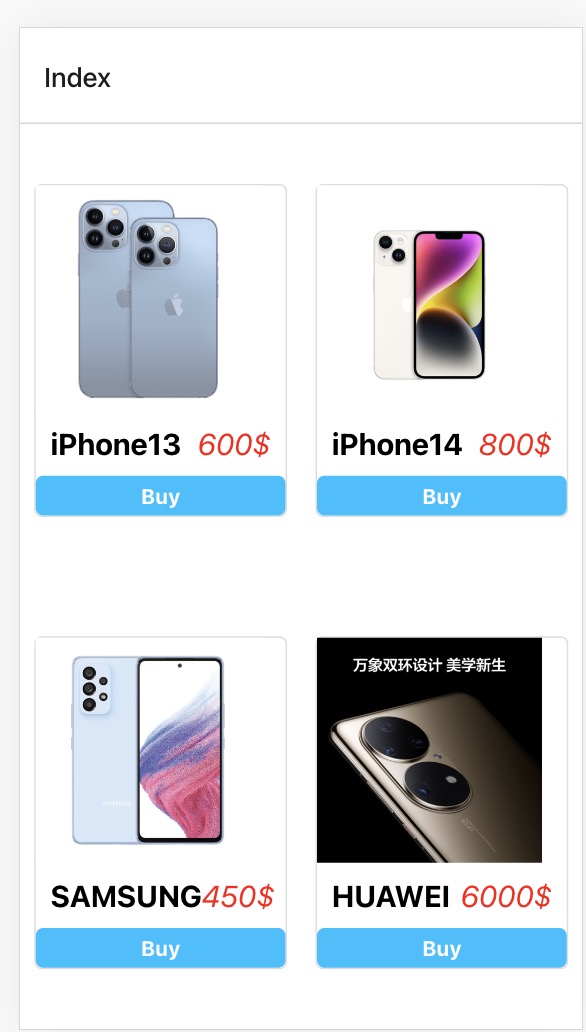 Index
iPhone13 600$
Buy
iPhone14 800$
Buy
SAMSUNG450$
Buy
万象双环设计 美学新生
HUAWEI 6000$
Buy